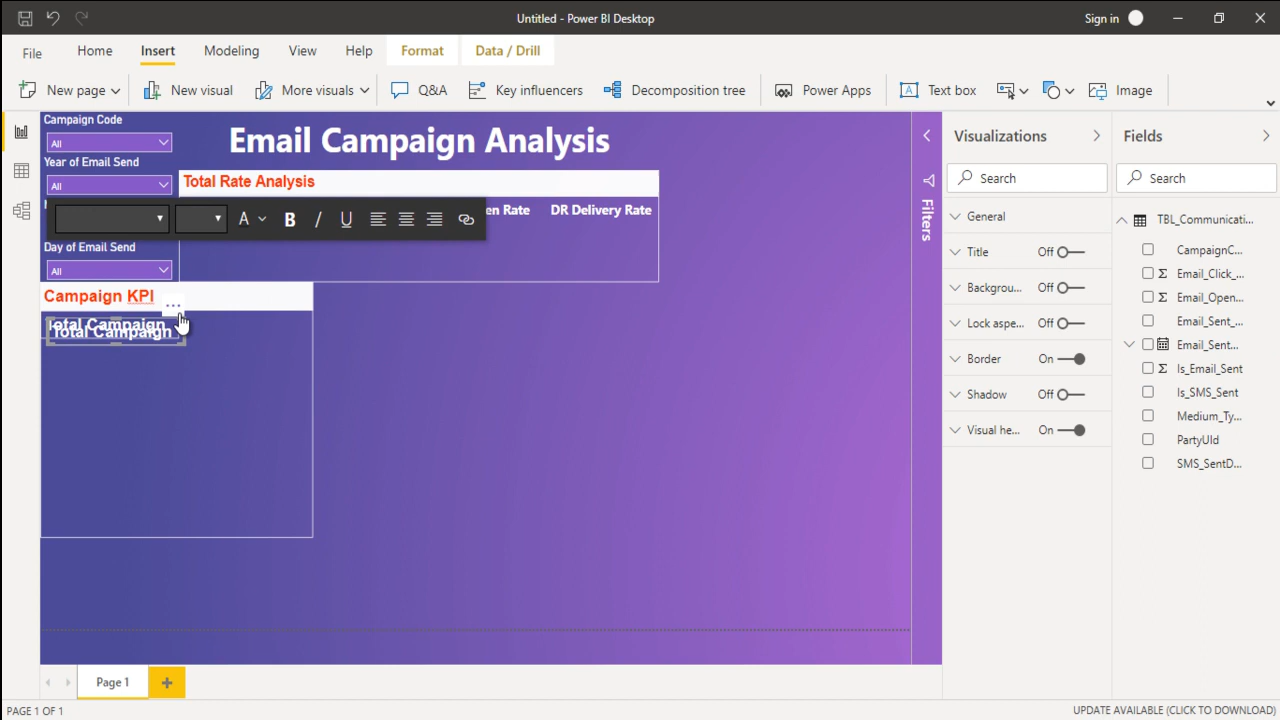 Untitled - Power BI Desktop
Sign in
File
Home
Insert
Modeling
View
Help
Format
Data / Drill
New page
New visual
More visuals
Q&A
Key influencers
Decomposition tree
Power Apps
Text box
Image
Campaign Code
All
Email Campaign Analysis
Year of Email Send
All
Total Rate Analysis
en Rate
DR Delivery Rate
A
B
I
U
Day of Email Send
All
Campaign KPI
Total Campaign
Total Campaign
Filters
Visualizations
Search
General
Title Off
Backgrou... Off
Lock aspe... Off
Border On
Shadow Off
Visual he... On
Fields
Search
TBL_Communicati...
CampaignC...
Email_Click_...
Email_Open...
Email_Sent_...
Email_Sent...
Is_Email_Sent
Is_SMS_Sent
Medium_Ty...
PartyUId
SMS_SentD...
Page 1
PAGE 1 OF 1
UPDATE AVAILABLE (CLICK TO DOWNLOAD)